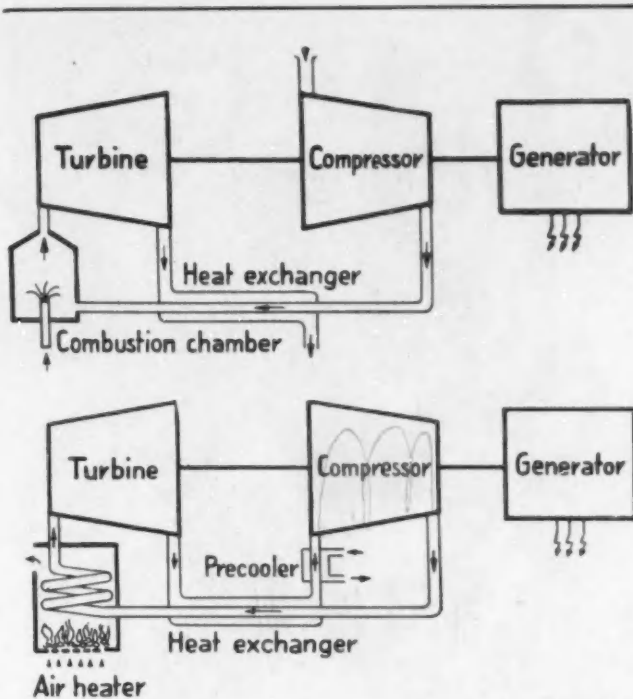 Turbine
Compressor
Generator
Heat exchanger
Combustion chamber
Turbine
Compressor
Generator
Precooler
Heat exchanger
Air heater